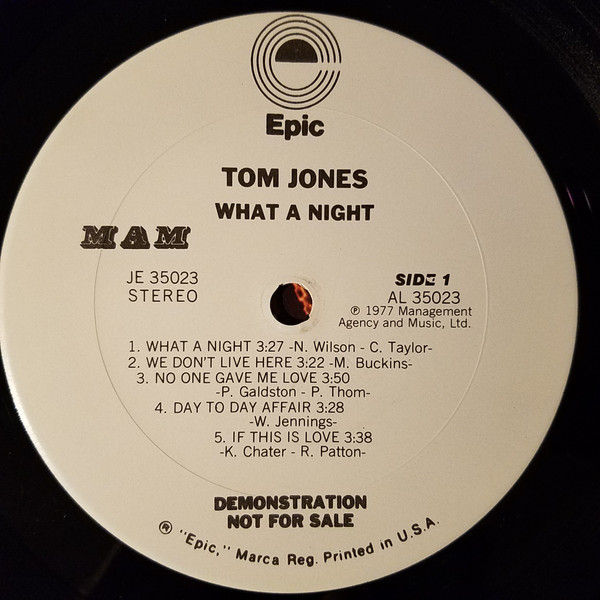 Epic
TOM JONES
WHAT A NIGHT
MAM
JE 35023
STEREO
SIDE 1
AL 35023
℗ 1977 Management
Agency and Music, Ltd.
1. WHAT A NIGHT 3:27 -N. Wilson - C. Taylor-
2. WE DON'T LIVE HERE 3:22 -M. Buckins-
3. NO ONE GAVE ME LOVE 3:50
-P. Galdston - P. Thom-
4. DAY TO DAY AFFAIR 3:28
-W. Jennings-
5. IF THIS IS LOVE 3:38
-K. Chater - R. Patton-
DEMONSTRATION
NOT FOR SALE
® "Epic," Marca Reg. Printed in U.S.A.